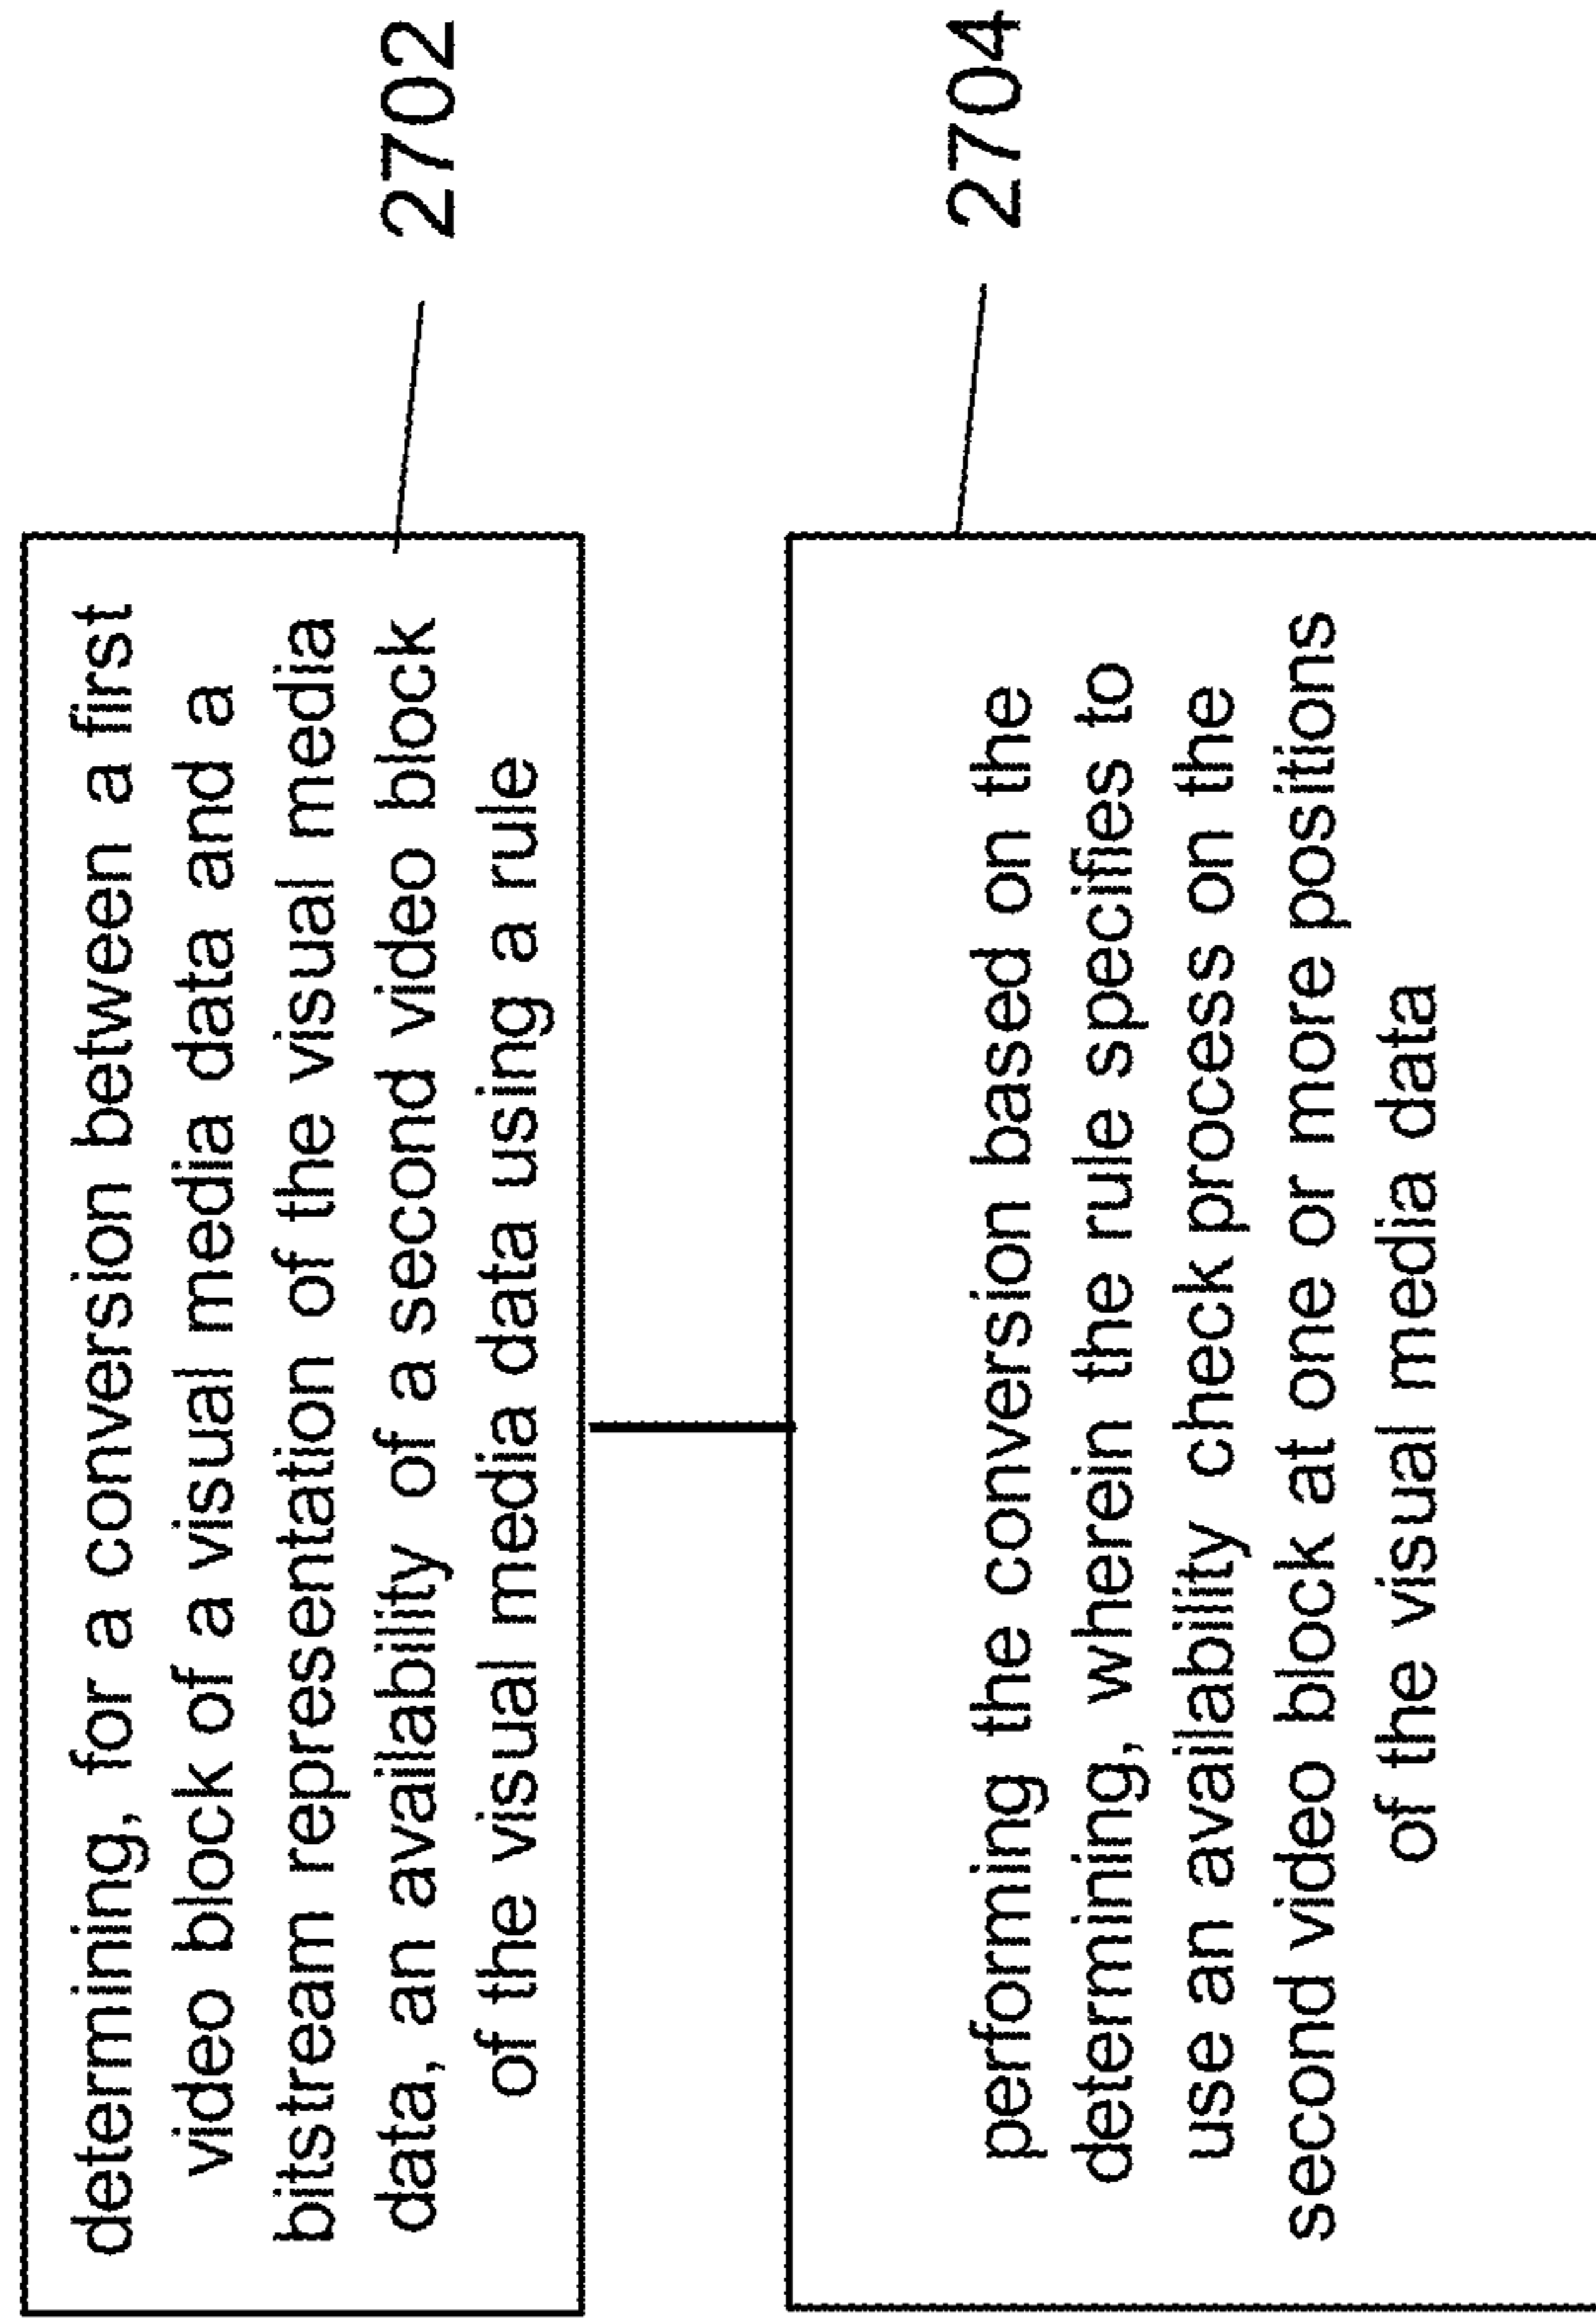 determining, for a conversion between a first
video block of a visual media data and a
bitstream representation of the visual media
data, an availability of a second video block
of the visual media data using a rule
2702
performing the conversion based on the
determining, wherein the rule specifies to
use an availability check process on the
second video block at one or more positions
of the visual media data
2704